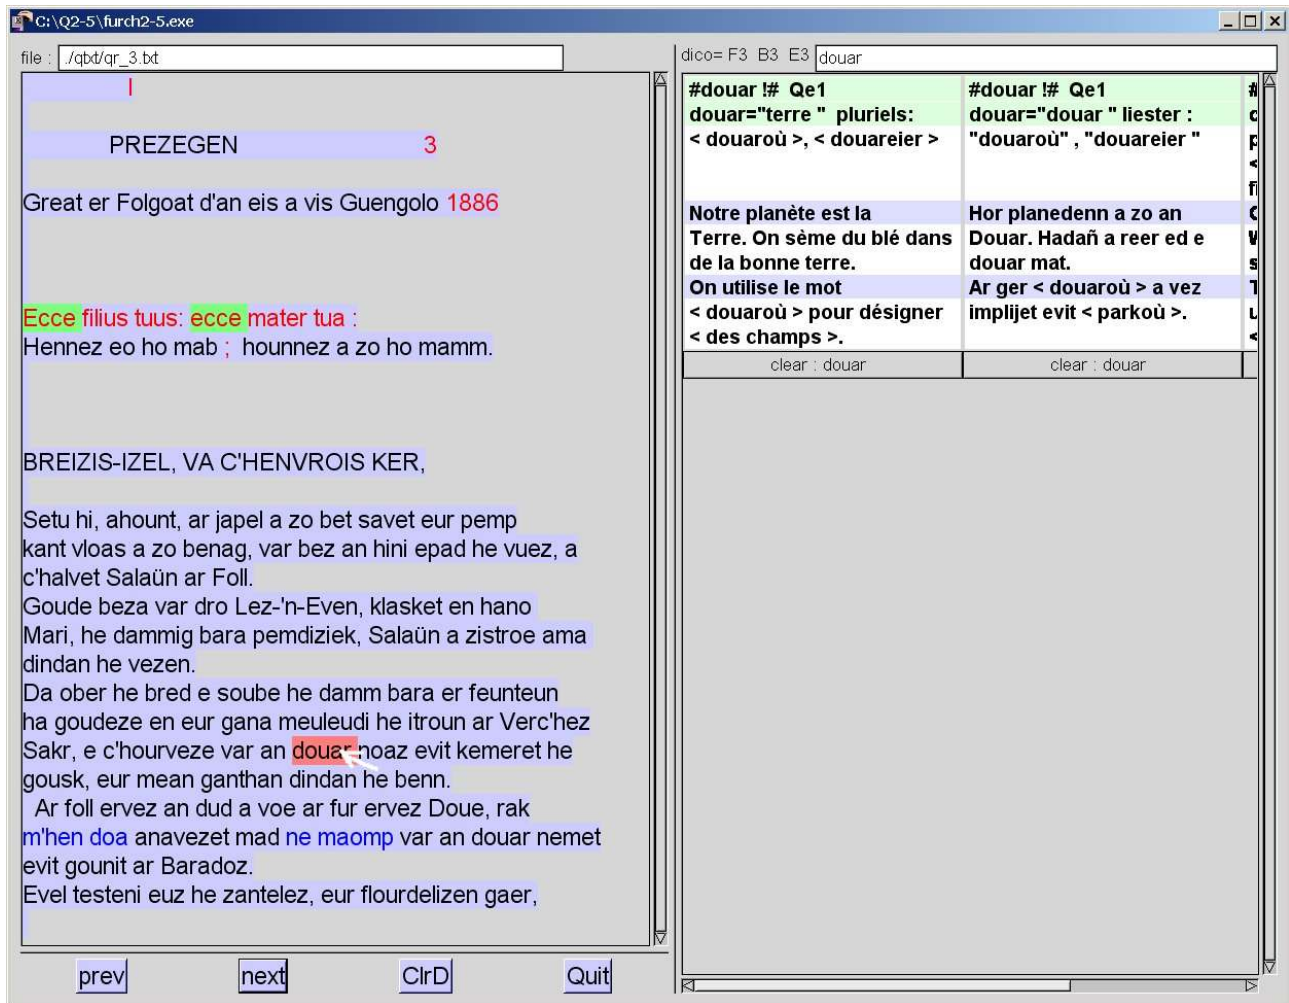 C:\Q2-5\furch2-5.exe
file : ./qtxt/qr_3.txt
I
PREZEGEN 3
Great er Folgoat d'an eis a vis Guengolo 1886
Ecce filius tuus: ecce mater tua :
Hennez eo ho mab ; hounnez a zo ho mamm.
BREIZIS-IZEL, VA C'HENVROIS KER,
Setu hi, ahount, ar japel a zo bet savet eur pemp
kant vloas a zo benag, var bez an hini epad he vuez, a
c'halvet Salaün ar Foll.
Goude beza var dro Lez-'n-Even, klasket en hano
Mari, he dammig bara pemdiziek, Salaün a zistroe ama
dindan he vezen.
Da ober he bred e soube he damm bara er feunteun
ha goudeze en eur gana meuleudi he itroun ar Verc'hez
Sakr, e c'hourveze var an douar noaz evit kemeret he
gousk, eur mean ganthan dindan he benn.
Ar foll ervez an dud a voe ar fur ervez Doue, rak
m'hen doa anavezet mad ne maomp var an douar nemet
evit gounit ar Baradoz.
Evel testeni euz he zantelez, eur flourdelizen gaer,
prev next ClrD Quit
dico= F3 B3 E3 douar
#douar !# Qe1
douar="terre " pluriels:
< douaroù >, < douareier >
Notre planète est la
Terre. On sème du blé dans
de la bonne terre.
On utilise le mot
< douaroù > pour désigner
< des champs >.
clear : douar
#douar !# Qe1
douar="douar " liester :
"douaroù" , "douareier "
Hor planedenn a zo an
Douar. Hadañ a reer ed e
douar mat.
Ar ger < douaroù > a vez
implijet evit < parkoù >.
clear : douar